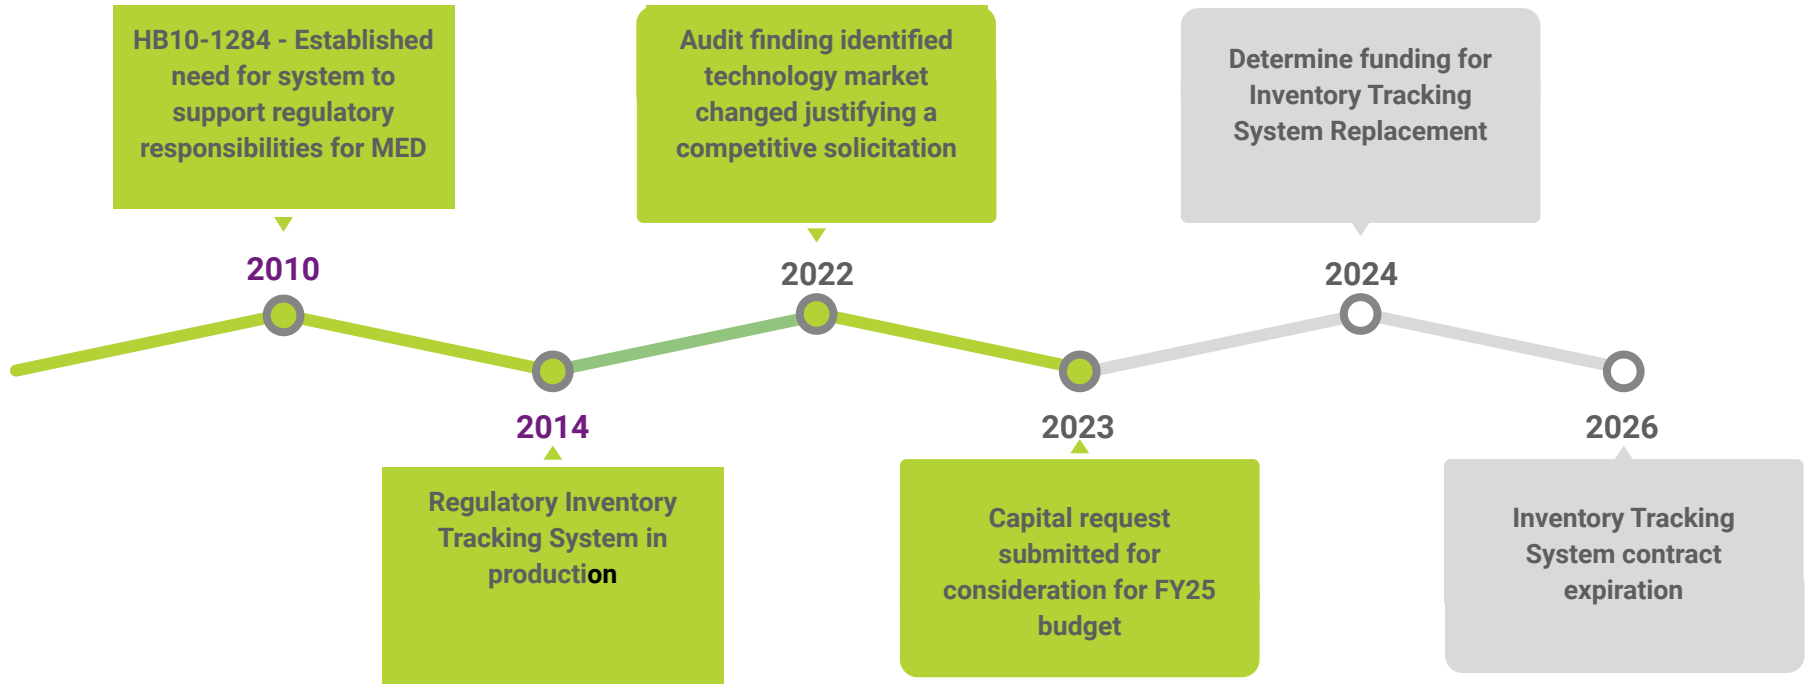 HB10-1284 - Established
need for system to
support regulatory
responsibilities for MED
2010
2014
Regulatory Inventory
Tracking System in
production
Audit finding identified
technology market
changed justifying a
competitive solicitation
2022
2023
Capital request
submitted for
consideration for FY25
budget
Determine funding for
Inventory Tracking
System Replacement
2024
2026
Inventory Tracking
System contract
expiration